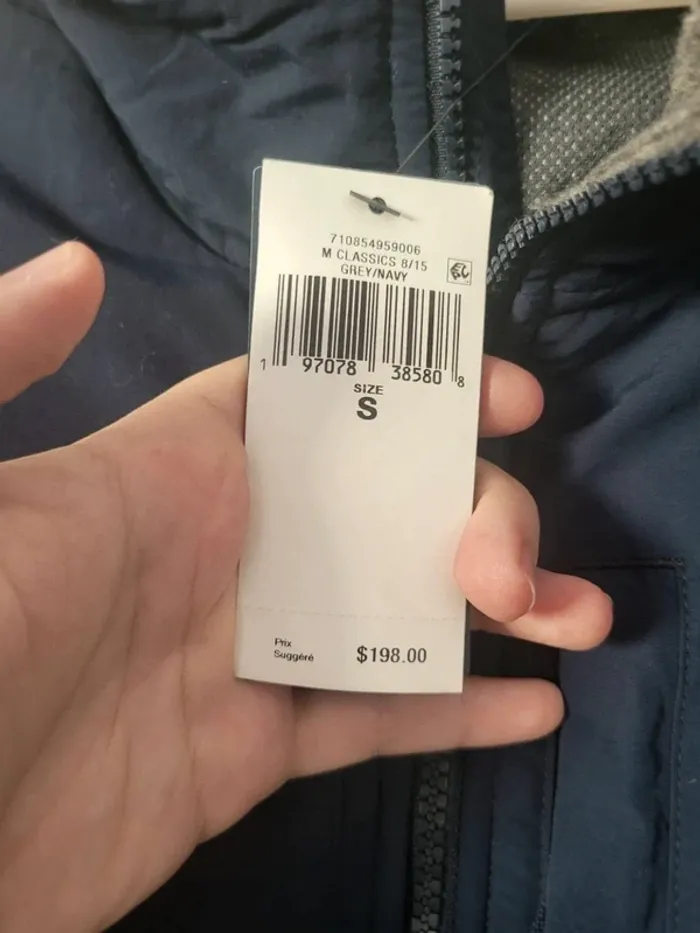 710854959006
M CLASSICS 8/15
GREY/NAVY
1 97078 38580 8
SIZE
S
Prix
Suggéré $198.00